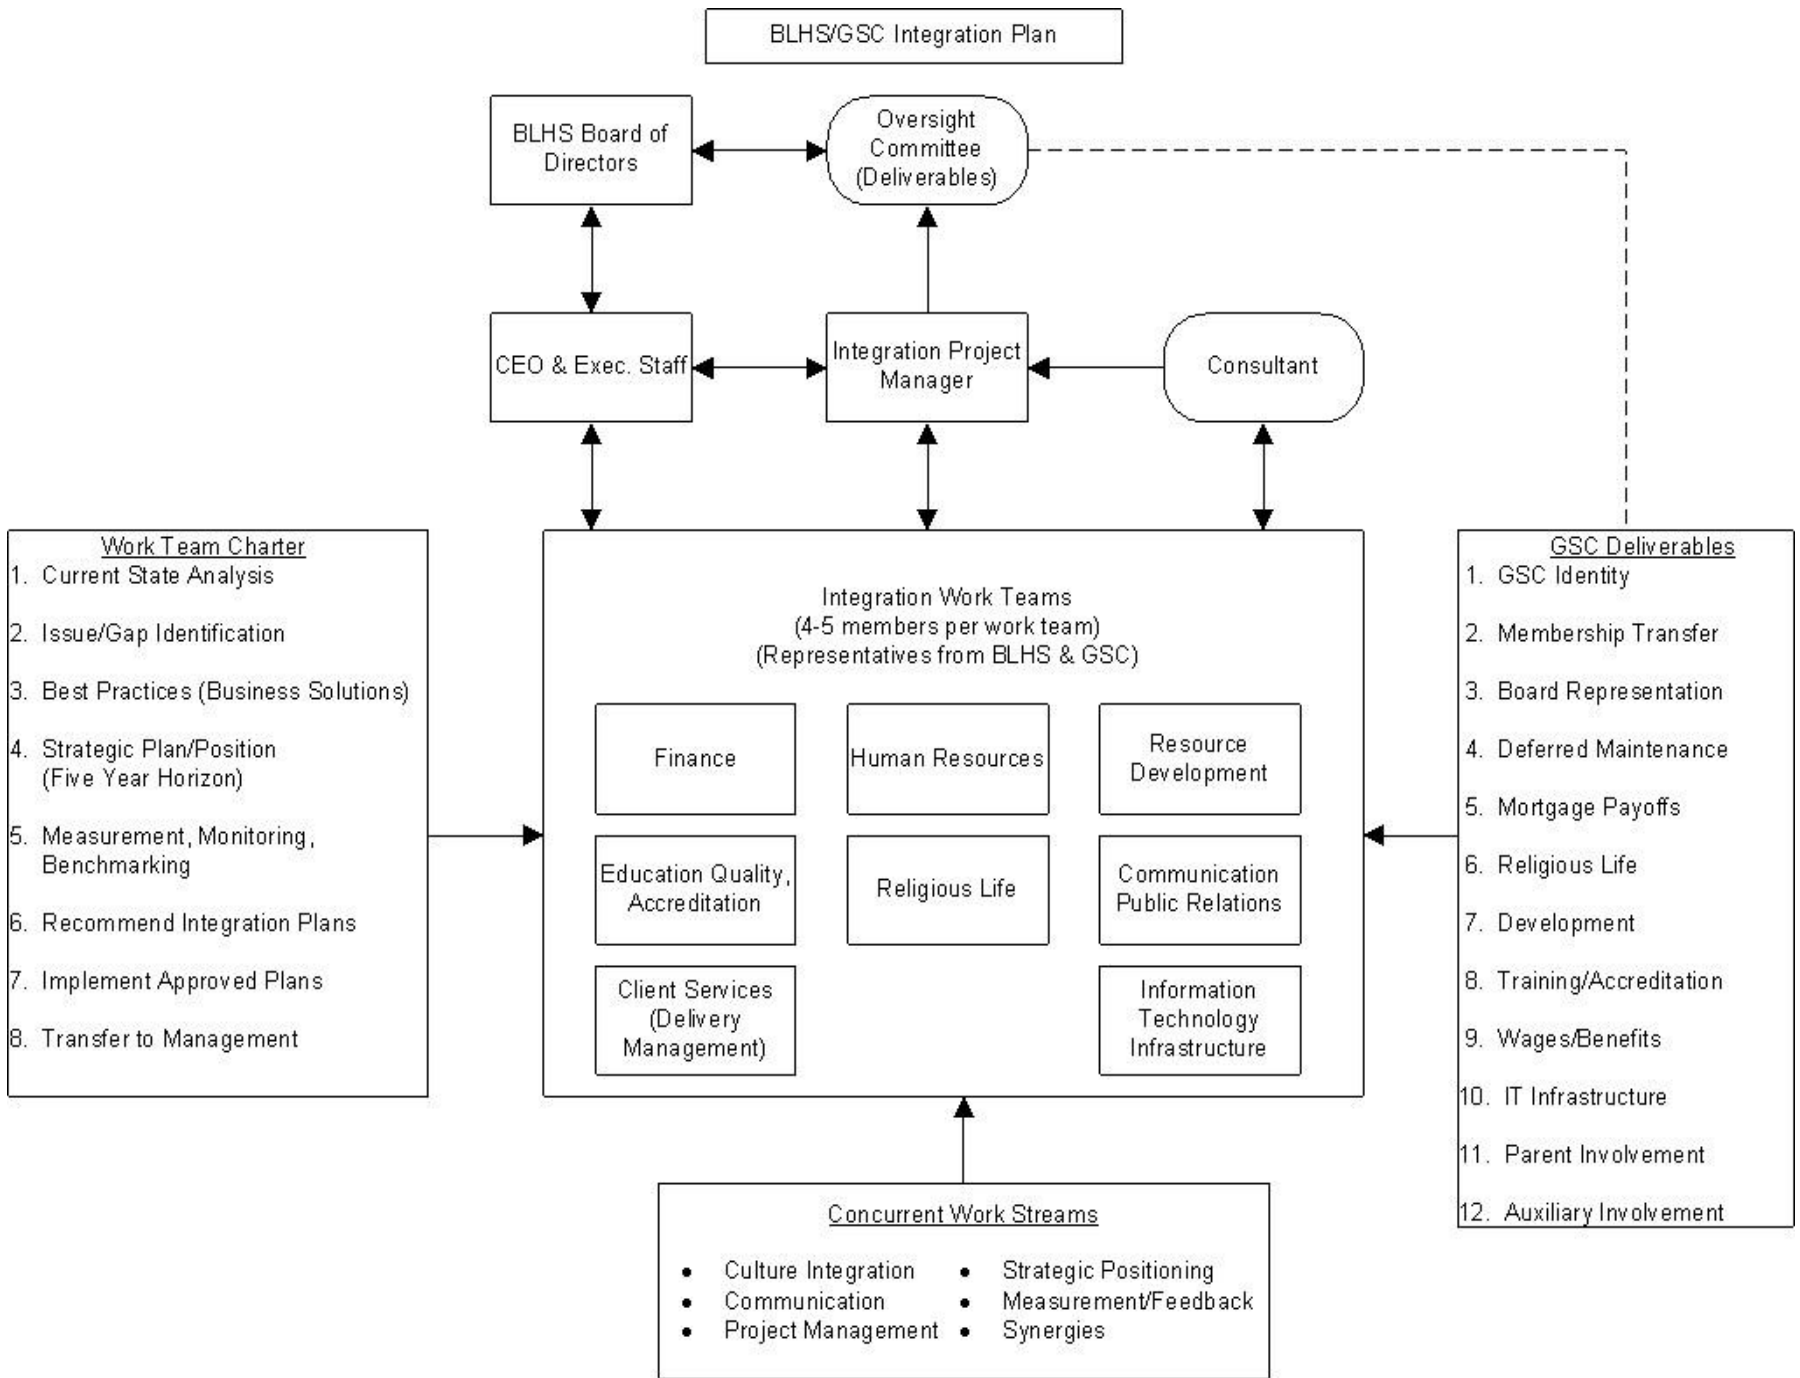 BLHS/GSC Integration Plan
BLHS Board of
Directors
Oversight
Committee
(Deliverables)
CEO & Exec. Staff
Integration Project
Manager
Consultant
Work Team Charter
1. Current State Analysis
2. Issue/Gap Identification
3. Best Practices (Business Solutions)
4. Strategic Plan/Position
(Five Year Horizon)
5. Measurement, Monitoring,
Benchmarking
6. Recommend Integration Plans
7. Implement Approved Plans
8. Transfer to Management
Integration Work Teams
(4-5 members per work team)
(Representatives from BLHS & GSC)
Finance
Human Resources
Resource
Development
Education Quality,
Accreditation
Religious Life
Communication
Public Relations
Client Services
(Delivery
Management)
Information
Technology
Infrastructure
GSC Deliverables
1. GSC Identity
2. Membership Transfer
3. Board Representation
4. Deferred Maintenance
5. Mortgage Payoffs
6. Religious Life
7. Development
8. Training/Accreditation
9. Wages/Benefits
10. IT Infrastructure
11. Parent Involvement
12. Auxiliary Involvement
Concurrent Work Streams
• Culture Integration
• Communication
• Project Management
• Strategic Positioning
• Measurement/Feedback
• Synergies